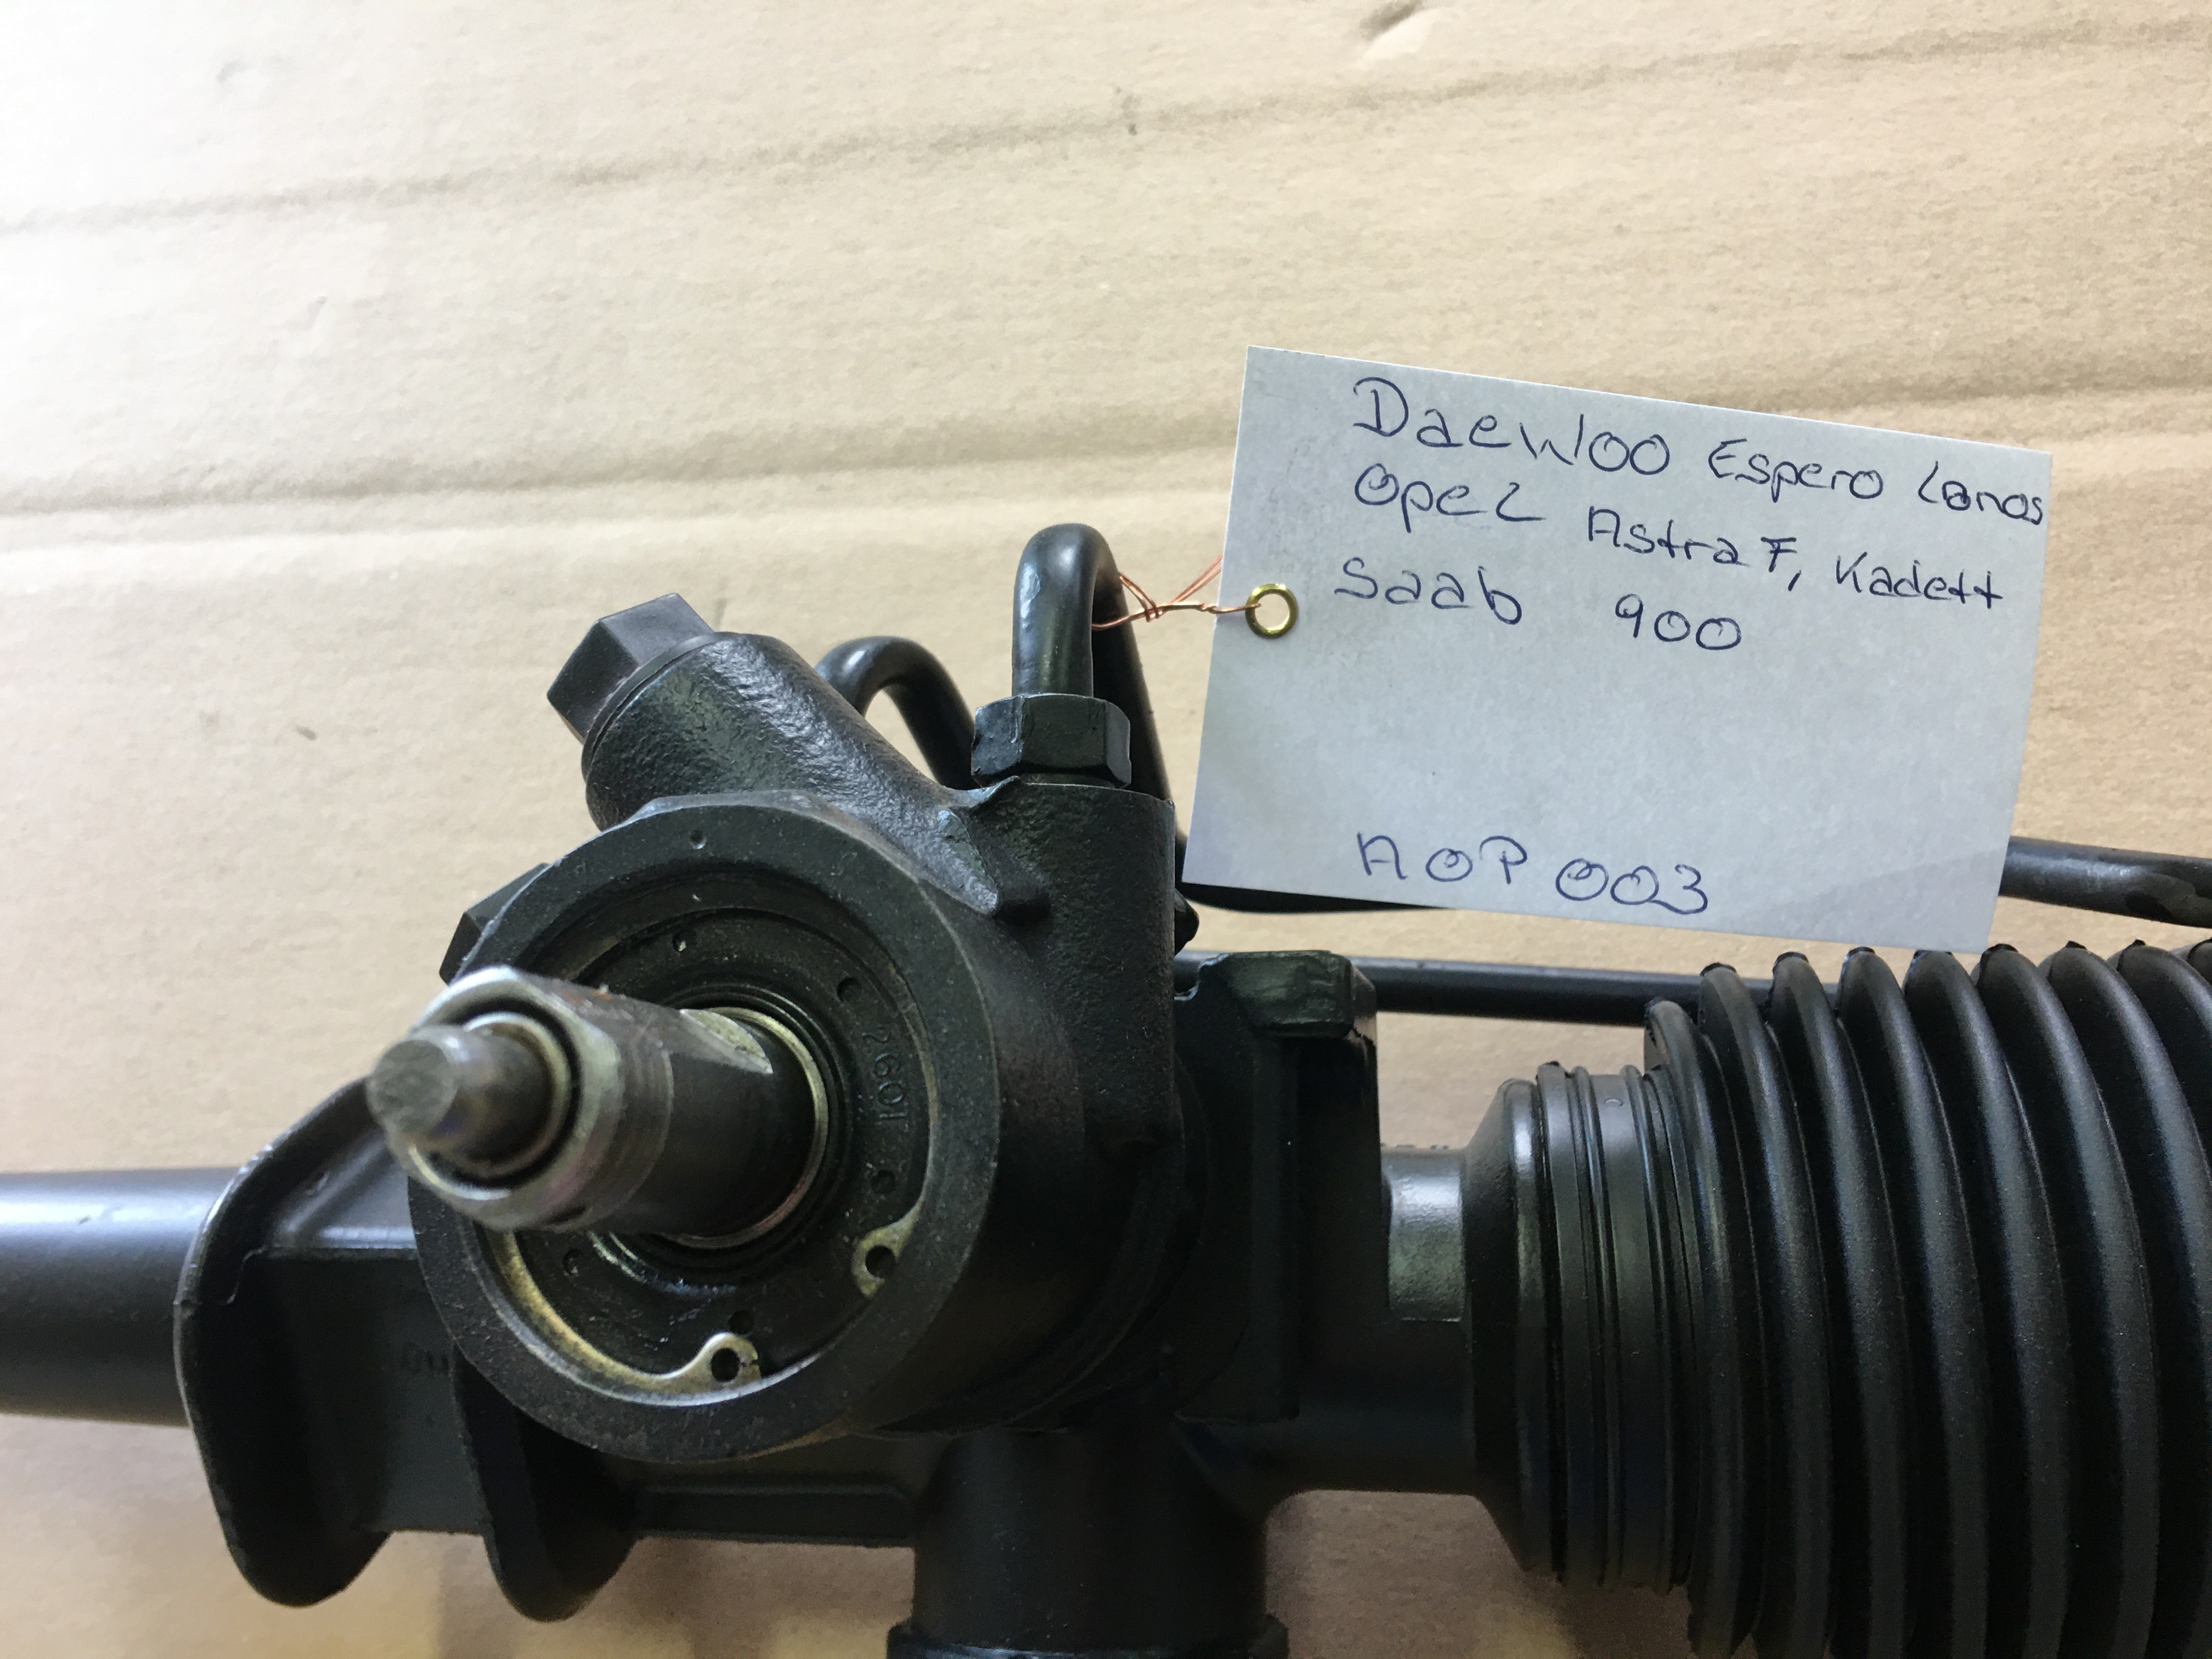 Daewoo Espero Lanos
Opel Astra F, Kadett
Saab 900
AOP 003